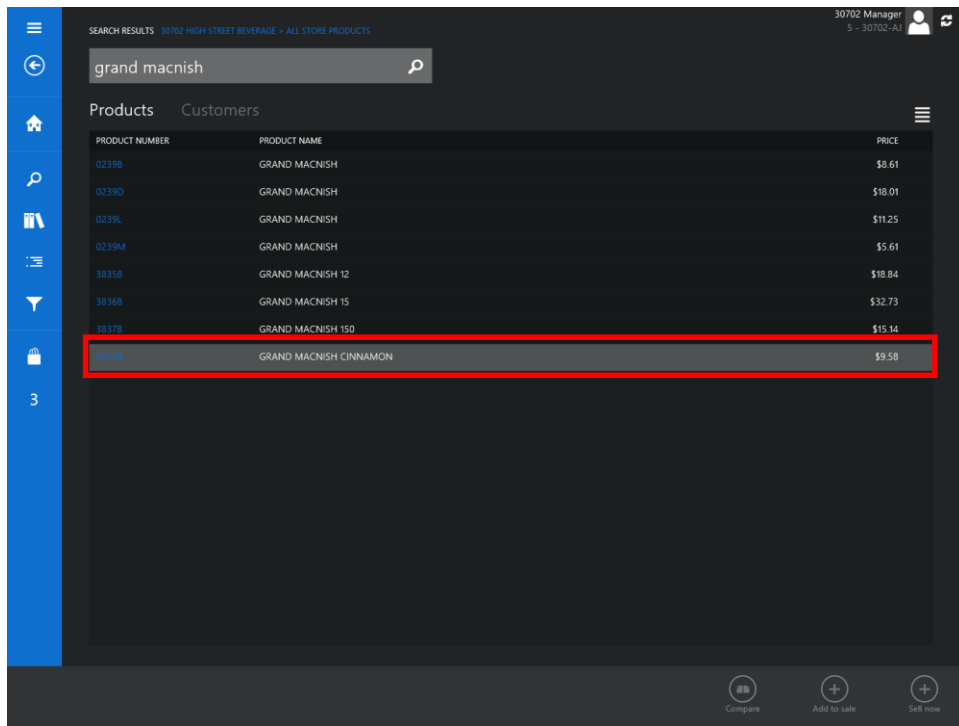 30702 Manager
SEARCH RESULTS 30702 HIGH STREET BEVERAGE > ALL STORE PRODUCTS
5 - 30702-AJ
grand macnish
Products Customers
PRODUCT NUMBER PRODUCT NAME PRICE
0239B GRAND MACNISH $8.61
0239D GRAND MACNISH $18.01
0239L GRAND MACNISH $11.25
0239M GRAND MACNISH $5.61
3835B GRAND MACNISH 12 $18.84
3836B GRAND MACNISH 15 $32.73
3837B GRAND MACNISH 150 $15.14
GRAND MACNISH CINNAMON $9.58
3
Compare Add to sale Sell now